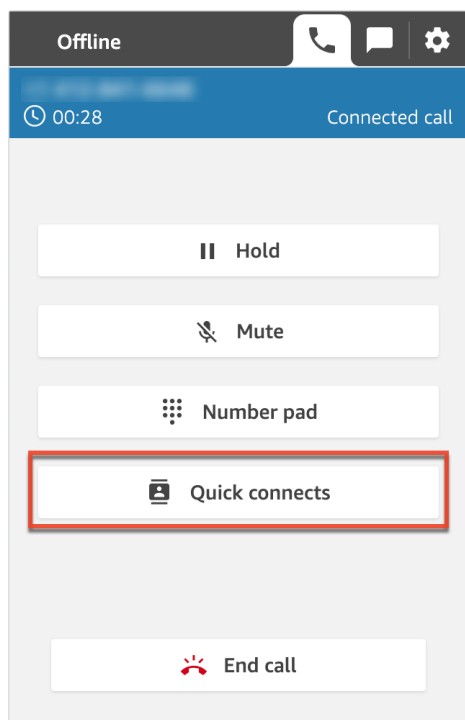 Offline
00:28 Connected call
Hold
Mute
Number pad
Quick connects
End call